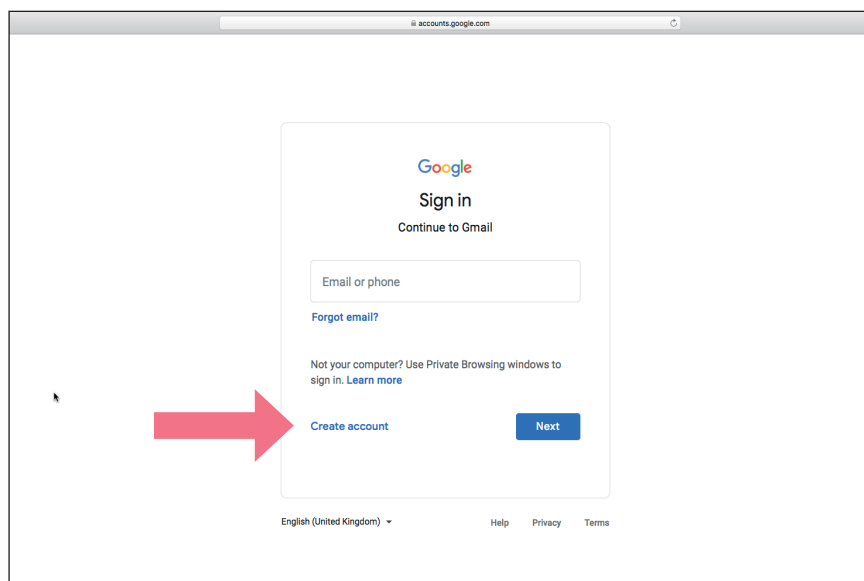 accounts.google.com
Google
Sign in
Continue to Gmail
Email or phone
Forgot email?
Not your computer? Use Private Browsing windows to
sign in. Learn more
Create account Next
English (United Kingdom) Help Privacy Terms